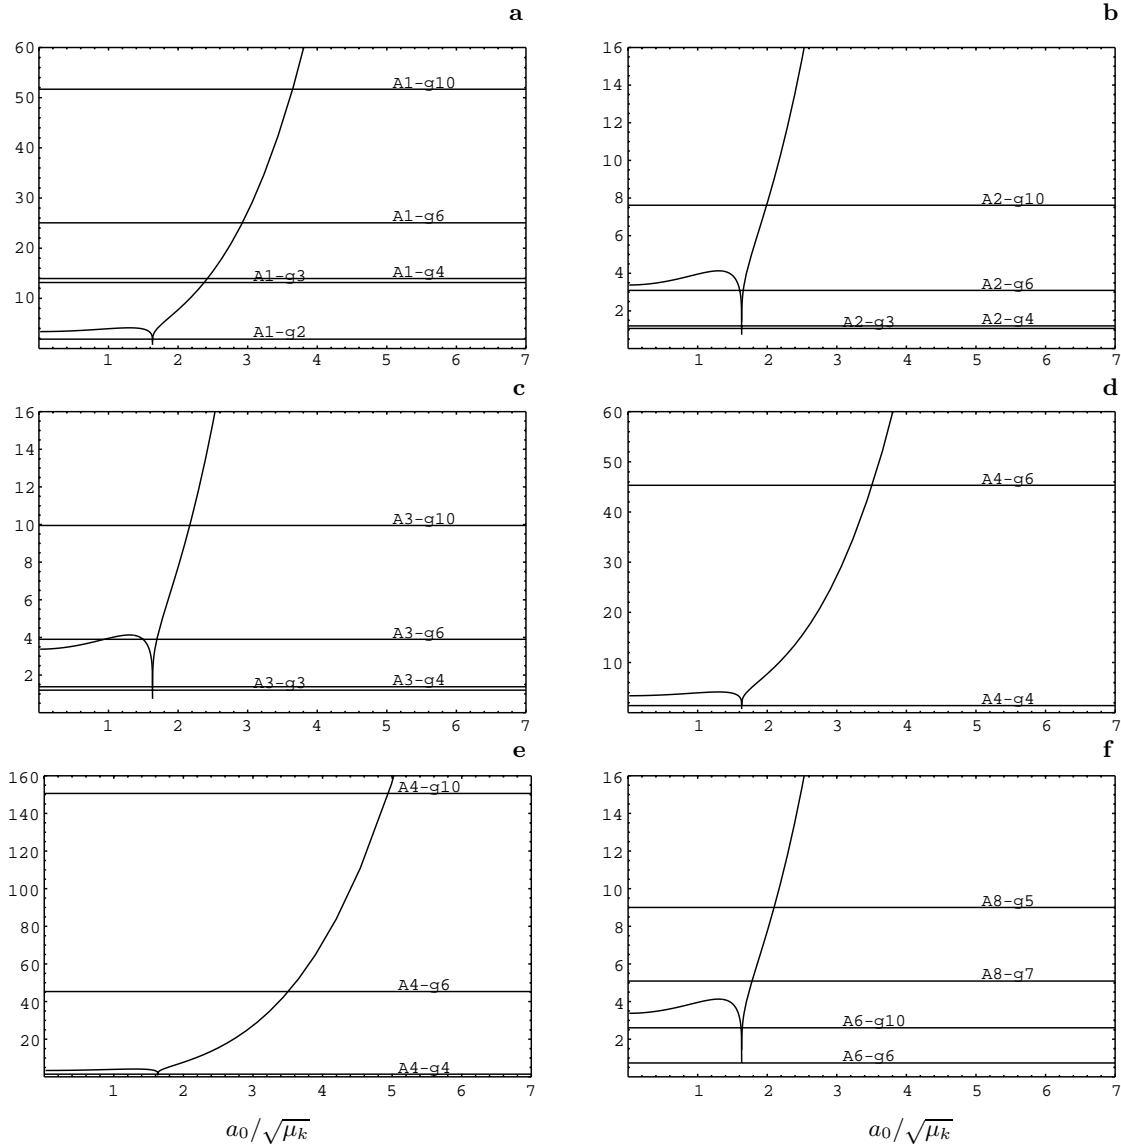 a
60
50
40
30
20
10
A1-g10
A1-g6
A1-g4
A1-g3
A1-g2
1 2 3 4 5 6 7
b
16
14
12
10
8
6
4
2
A2-g10
A2-g6
A2-g4
A2-g3
1 2 3 4 5 6 7
c
16
14
12
10
8
6
4
2
A3-g10
A3-g6
A3-g4
A3-g3
1 2 3 4 5 6 7
d
60
50
40
30
20
10
A4-g6
A4-g4
1 2 3 4 5 6 7
e
160
140
120
100
80
60
40
20
A4-g10
A4-g6
A4-g4
1 2 3 4 5 6 7
a₀/√μₖ
f
16
14
12
10
8
6
4
2
A8-g5
A8-g7
A6-g10
A6-g6
1 2 3 4 5 6 7
a₀/√μₖ